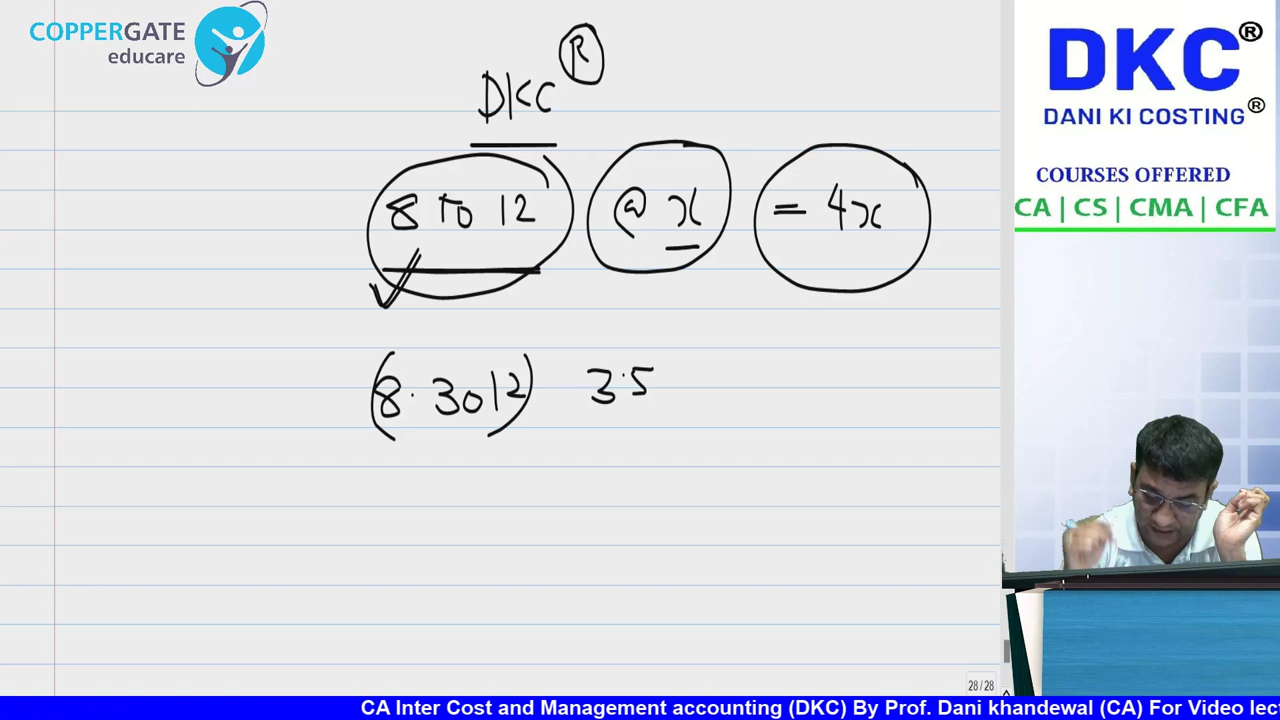 COPPERGATE
educare
DKC®
8 TO 12 @ x = 4x
(8.30 12) 3.5
28/28
DKC®
DANI KI COSTING®
COURSES OFFERED
CA | CS | CMA | CFA
CA Inter Cost and Management accounting (DKC) By Prof. Dani khandewal (CA) For Video lec